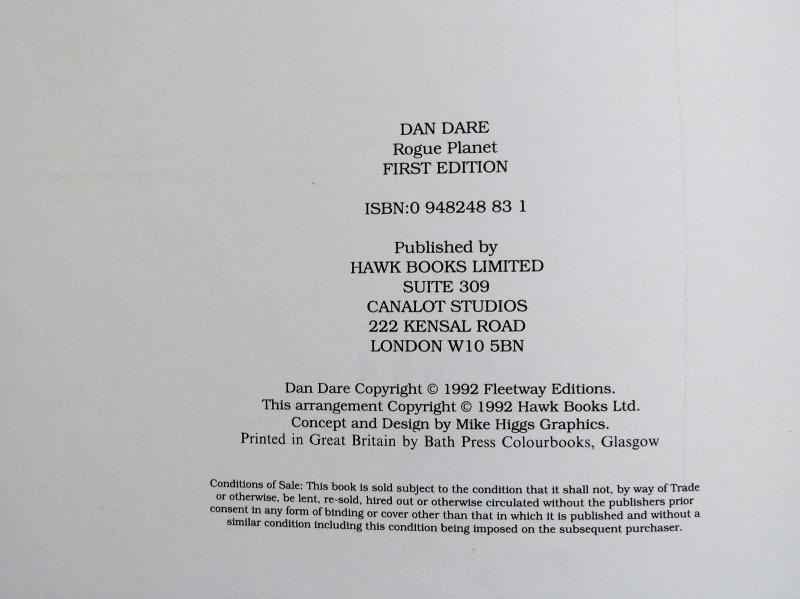 DAN DARE
Rogue Planet
FIRST EDITION
ISBN:0 948248 83 1
Published by
HAWK BOOKS LIMITED
SUITE 309
CANALOT STUDIOS
222 KENSAL ROAD
LONDON W10 5BN
Dan Dare Copyright © 1992 Fleetway Editions.
This arrangement Copyright © 1992 Hawk Books Ltd.
Concept and Design by Mike Higgs Graphics.
Printed in Great Britain by Bath Press Colourbooks, Glasgow
Conditions of Sale: This book is sold subject to the condition that it shall not, by way of Trade
or otherwise, be lent, re-sold, hired out or otherwise circulated without the publishers prior
consent in any form of binding or cover other than that in which it is published and without a
similar condition including this condition being imposed on the subsequent purchaser.